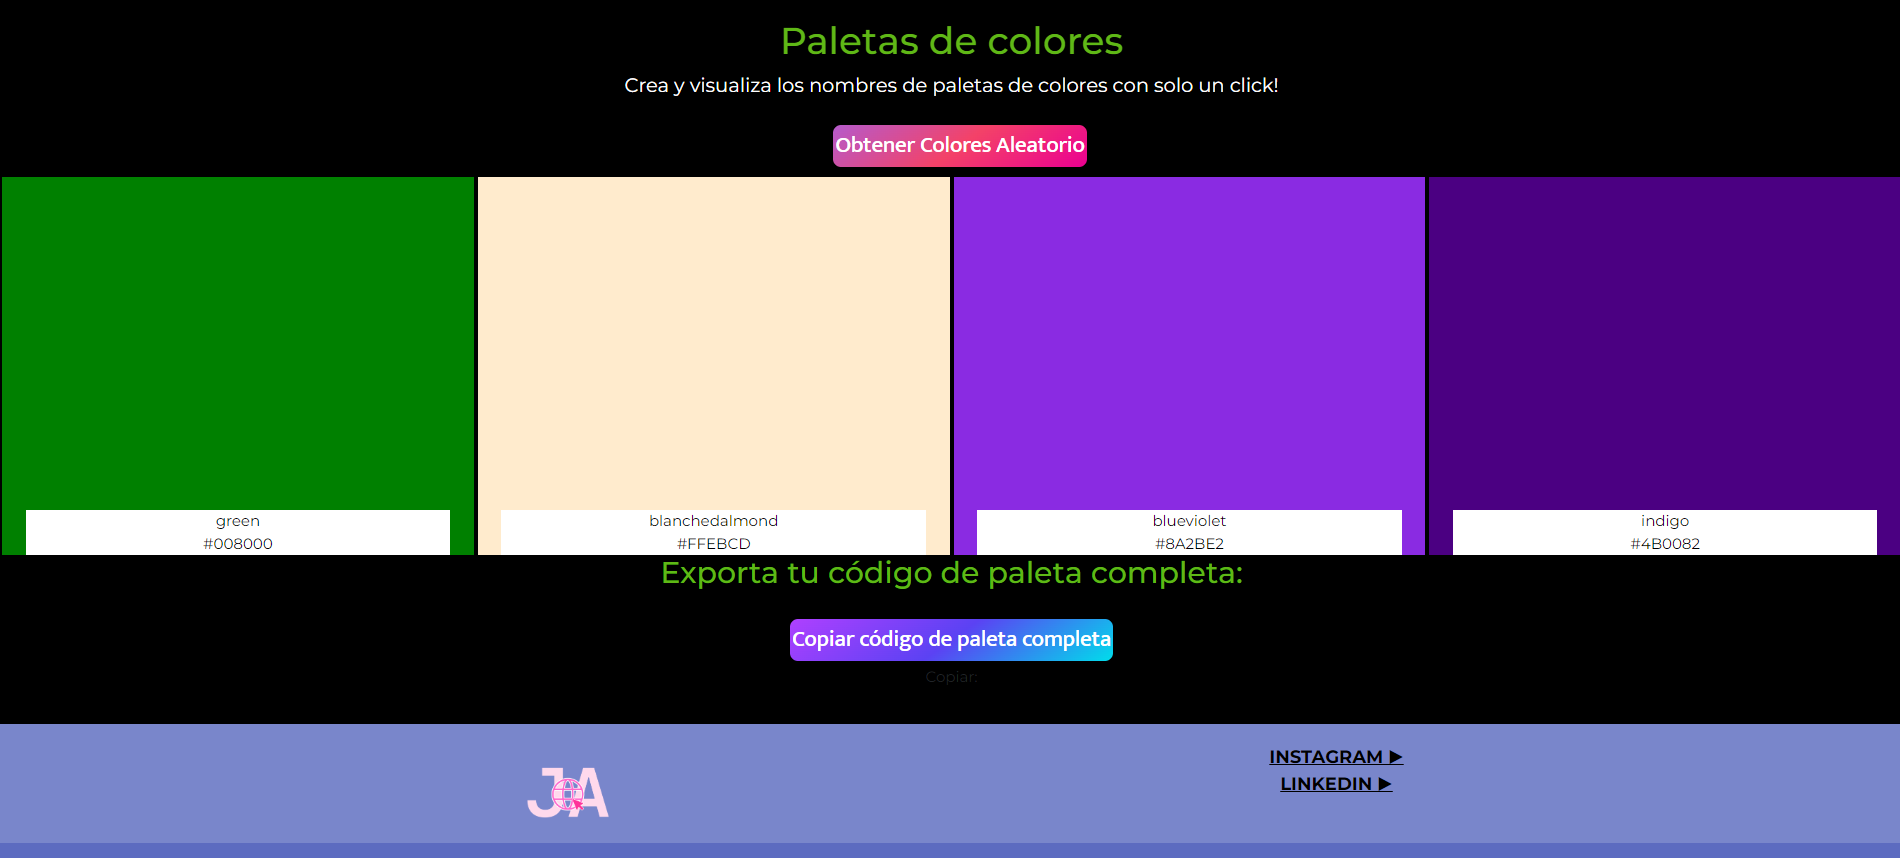 Paletas de colores
Crea y visualiza los nombres de paletas de colores con solo un click!
Obtener Colores Aleatorio
green
#008000
blanchedalmond
#FFEBCD
blueviolet
#8A2BE2
indigo
#4B0082
Exporta tu código de paleta completa:
Copiar código de paleta completa
Copiar:
JA
INSTAGRAM ▶
LINKEDIN ▶